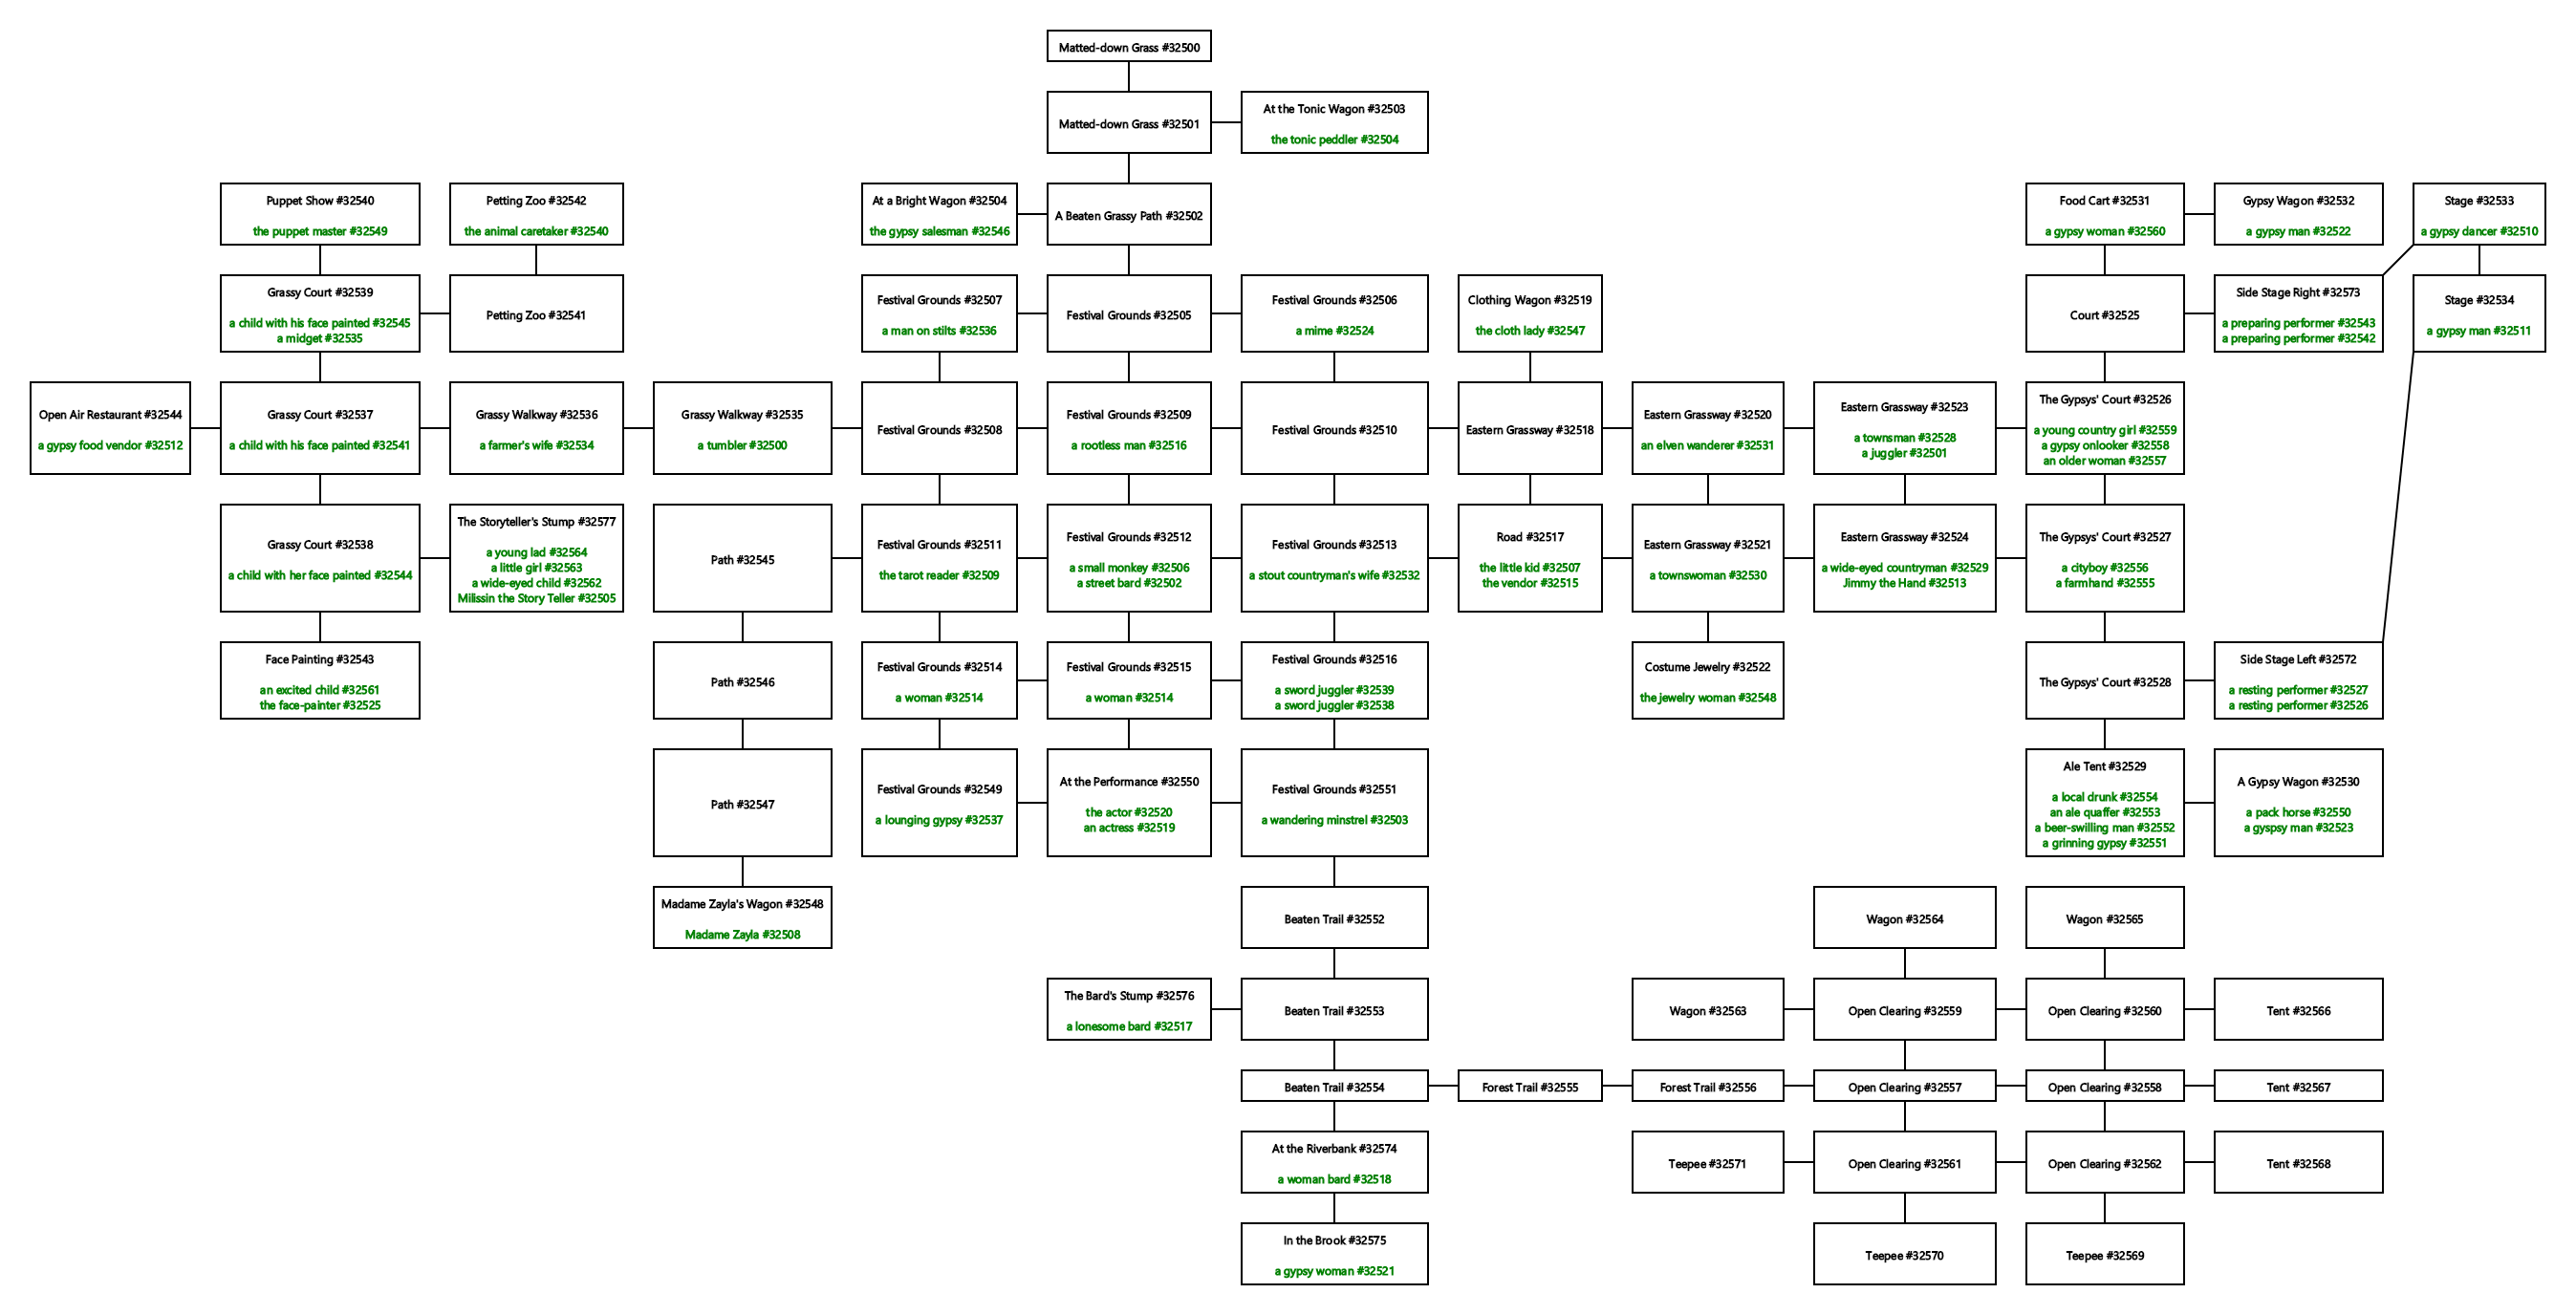 Matted-down Grass #32500
Matted-down Grass #32501
At the Tonic Wagon #32503
the tonic peddler #32504
Puppet Show #32540
the puppet master #32549
Petting Zoo #32542
the animal caretaker #32540
At a Bright Wagon #32504
the gypsy salesman #32546
A Beaten Grassy Path #32502
Food Cart #32531
a gypsy woman #32560
Gypsy Wagon #32532
a gypsy man #32522
Stage #32533
a gypsy dancer #32510
Grassy Court #32539
a child with his face painted #32545
a midget #32535
Petting Zoo #32541
Festival Grounds #32507
a man on stilts #32536
Festival Grounds #32505
Festival Grounds #32506
a mime #32524
Clothing Wagon #32519
the cloth lady #32547
Court #32525
Side Stage Right #32573
a preparing performer #32543
a preparing performer #32542
Stage #32534
a gypsy man #32511
Open Air Restaurant #32544
a gypsy food vendor #32512
Grassy Court #32537
a child with his face painted #32541
Grassy Walkway #32536
a farmer's wife #32534
Grassy Walkway #32535
a tumbler #32500
Festival Grounds #32508
Festival Grounds #32509
a rootless man #32516
Festival Grounds #32510
Eastern Grassway #32518
Eastern Grassway #32520
an elven wanderer #32531
Eastern Grassway #32523
a townsman #32528
a juggler #32501
The Gypsys' Court #32526
a young country girl #32559
a gypsy onlooker #32558
an older woman #32557
Grassy Court #32538
a child with her face painted #32544
The Storyteller's Stump #32577
a young lad #32564
a little girl #32563
a wide-eyed child #32562
Milissin the Story Teller #32505
Path #32545
Festival Grounds #32511
the tarot reader #32509
Festival Grounds #32512
a small monkey #32506
a street bard #32502
Festival Grounds #32513
a stout countryman's wife #32532
Road #32517
the little kid #32507
the vendor #32515
Eastern Grassway #32521
a townswoman #32530
Eastern Grassway #32524
a wide-eyed countryman #32529
Jimmy the Hand #32513
The Gypsys' Court #32527
a cityboy #32556
a farmhand #32555
Face Painting #32543
an excited child #32561
the face-painter #32525
Path #32546
Festival Grounds #32514
a woman #32514
Festival Grounds #32515
a woman #32514
Festival Grounds #32516
a sword juggler #32539
a sword juggler #32538
Costume Jewelry #32522
the jewelry woman #32548
The Gypsys' Court #32528
Side Stage Left #32572
a resting performer #32527
a resting performer #32526
Path #32547
Festival Grounds #32549
a lounging gypsy #32537
At the Performance #32550
the actor #32520
an actress #32519
Festival Grounds #32551
a wandering minstrel #32503
Ale Tent #32529
a local drunk #32554
an ale quaffer #32553
a beer-swilling man #32552
a grinning gypsy #32551
A Gypsy Wagon #32530
a pack horse #32550
a gyspsy man #32523
Madame Zayla's Wagon #32548
Madame Zayla #32508
Beaten Trail #32552
Wagon #32564
Wagon #32565
The Bard's Stump #32576
a lonesome bard #32517
Beaten Trail #32553
Wagon #32563
Open Clearing #32559
Open Clearing #32560
Tent #32566
Beaten Trail #32554
Forest Trail #32555
Forest Trail #32556
Open Clearing #32557
Open Clearing #32558
Tent #32567
At the Riverbank #32574
a woman bard #32518
Teepee #32571
Open Clearing #32561
Open Clearing #32562
Tent #32568
In the Brook #32575
a gypsy woman #32521
Teepee #32570
Teepee #32569